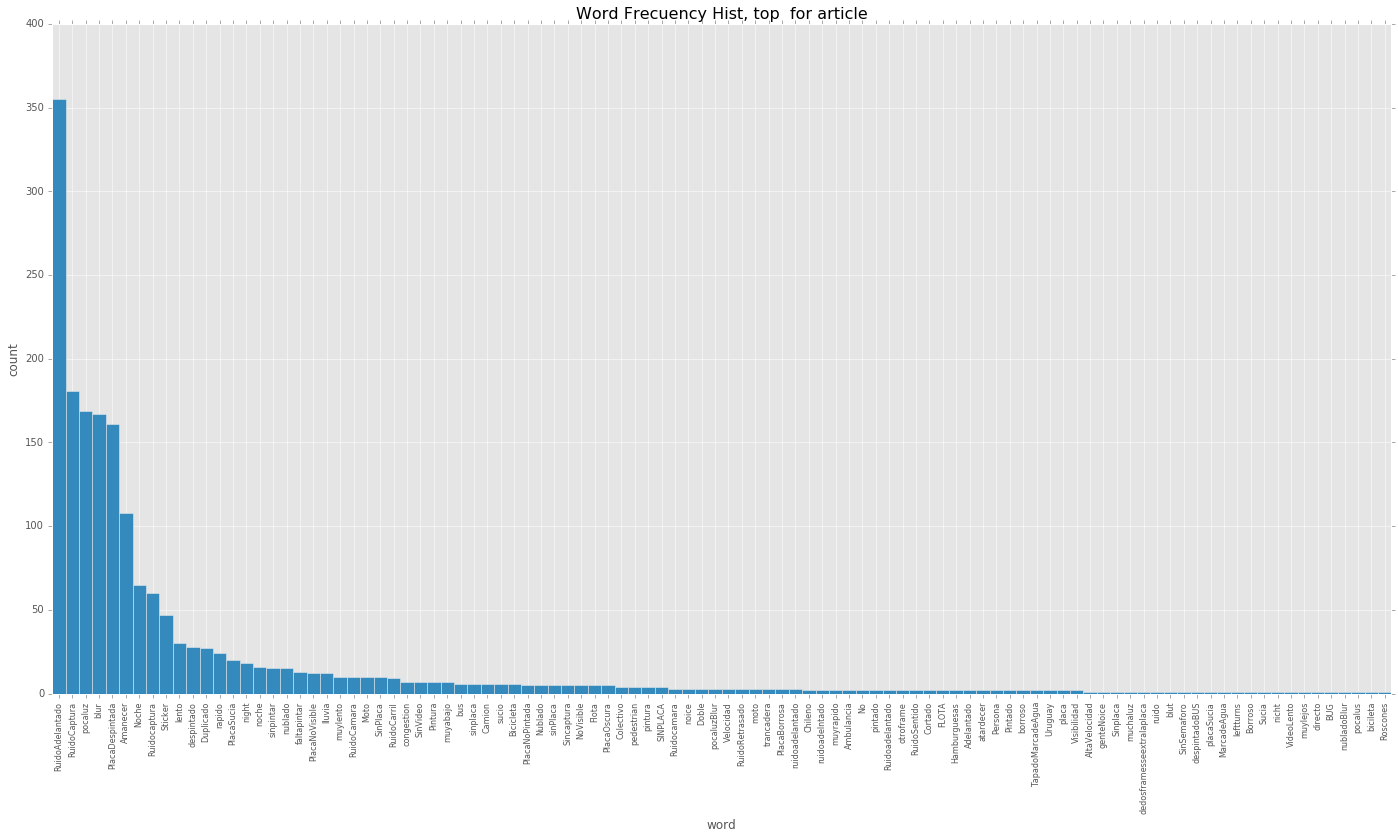 Word Frecuency Hist, top  for article
400
350
300
250
200
150
100
50
0
count
RuidoAdelantado
RuidoCaptura
pocaluz
blur
PlacaDespintada
Amanecer
Noche
Ruidocaptura
Sticker
lento
despintado
Duplicado
rapido
PlacaSucia
night
noche
sinpintar
nublado
faltapintar
PlacaNoVisible
lluvia
muylento
RuidoCamara
Moto
SinPlaca
RuidoCarril
congestion
SinVideo
Pintura
muyabajo
bus
sinplaca
Camion
sucio
Bicicleta
PlacaNoPintada
Nublado
sinPlaca
Sincaptura
NoVisible
Flota
PlacaOscura
Colectivo
pedestrian
pintura
SINPLACA
Ruidocamara
noice
Doble
pocaluzBlur
Velocidad
RuidoRetrasado
moto
trancadera
PlacaBorrosa
ruidoadelantado
Chileno
ruidoadelntado
muyrapido
Ambulancia
No
pintado
Ruidoadelantado
otroframe
RuidoSentido
Cortado
FLOTA
Hamburguesas
Adelantado
atardecer
Persona
Pintado
borroso
TapadoMarcadeAgua
Uruguay
placa
Visibilidad
AltaVelocidad
genteNoice
Sinplaca
muchaluz
dedosframesseextralaplaca
ruido
blut
SinSemaforo
despintadoBUS
placaSucia
MarcadeAgua
leftturns
Borroso
Sucia
nicht
VideoLento
muylejos
directo
BUG
nubladoBlur
pocalus
bicileta
Roscones
word